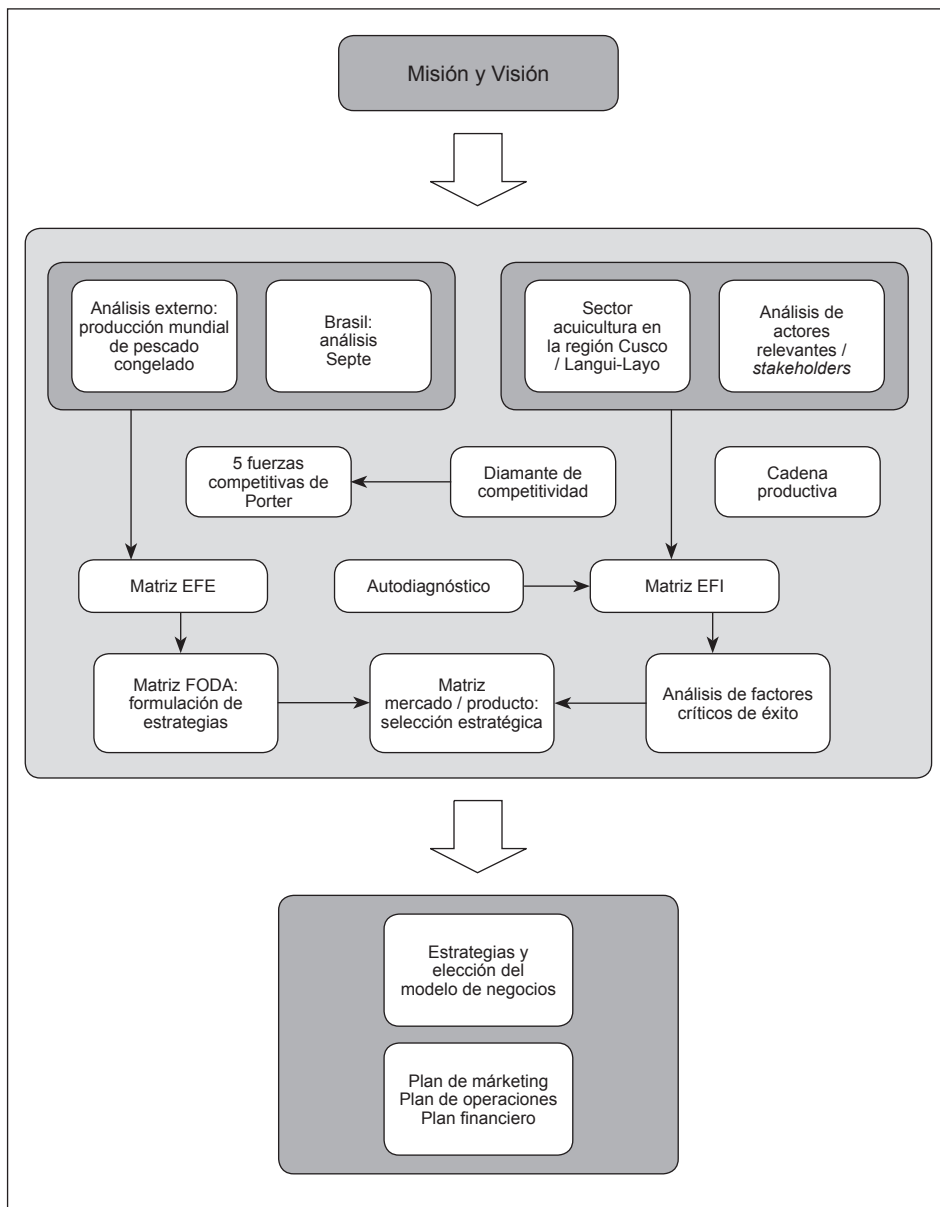 Misión y Visión
Análisis externo:
producción mundial
de pescado
congelado
Brasil:
análisis
Septe
Sector
acuicultura en
la región Cusco
/ Langui-Layo
Análisis de
actores
relevantes /
stakeholders
5 fuerzas
competitivas de
Porter
Diamante de
competitividad
Cadena
productiva
Matriz EFE
Autodiagnóstico
Matriz EFI
Matriz FODA:
formulación de
estrategias
Matriz
mercado / producto:
selección estratégica
Análisis de factores
críticos de éxito
Estrategias y
elección del
modelo de negocios
Plan de márketing
Plan de operaciones
Plan financiero